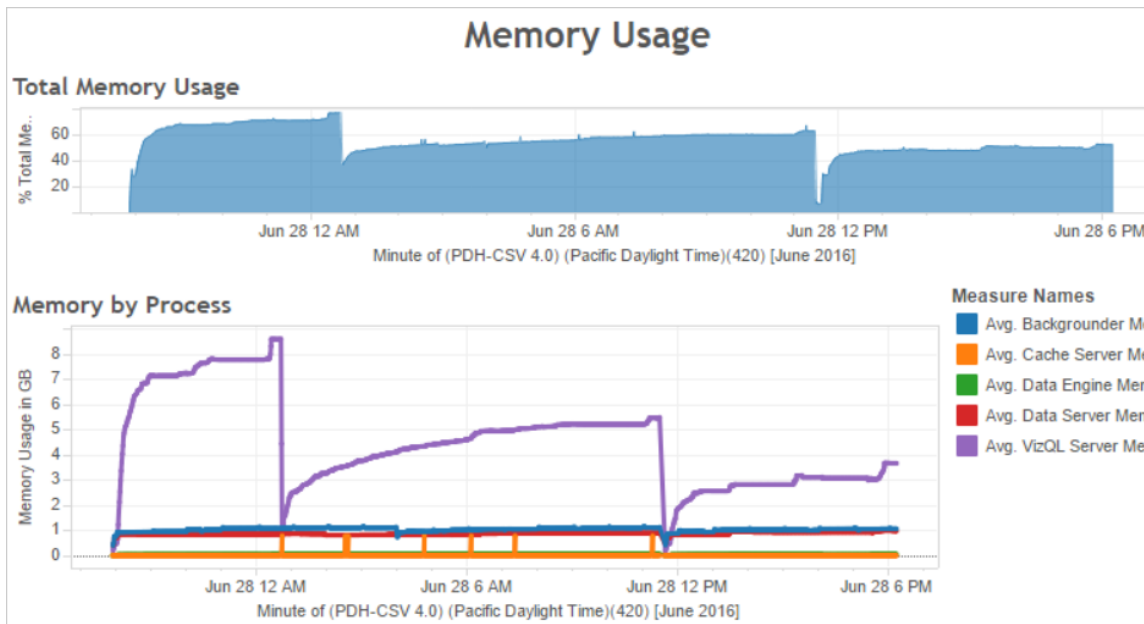 Memory Usage
Total Memory Usage
% Total Me..
60
40
20
Jun 28 12 AM
Jun 28 6 AM
Jun 28 12 PM
Jun 28 6 PM
Minute of (PDH-CSV 4.0) (Pacific Daylight Time)(420) [June 2016]
Memory by Process
Memory Usage in GB
8
7
6
5
4
3
2
1
0
Jun 28 12 AM
Jun 28 6 AM
Jun 28 12 PM
Jun 28 6 PM
Minute of (PDH-CSV 4.0) (Pacific Daylight Time)(420) [June 2016]
Measure Names
Avg. Backgrounder Me
Avg. Cache Server Me
Avg. Data Engine Mem
Avg. Data Server Mem
Avg. VizQL Server Me